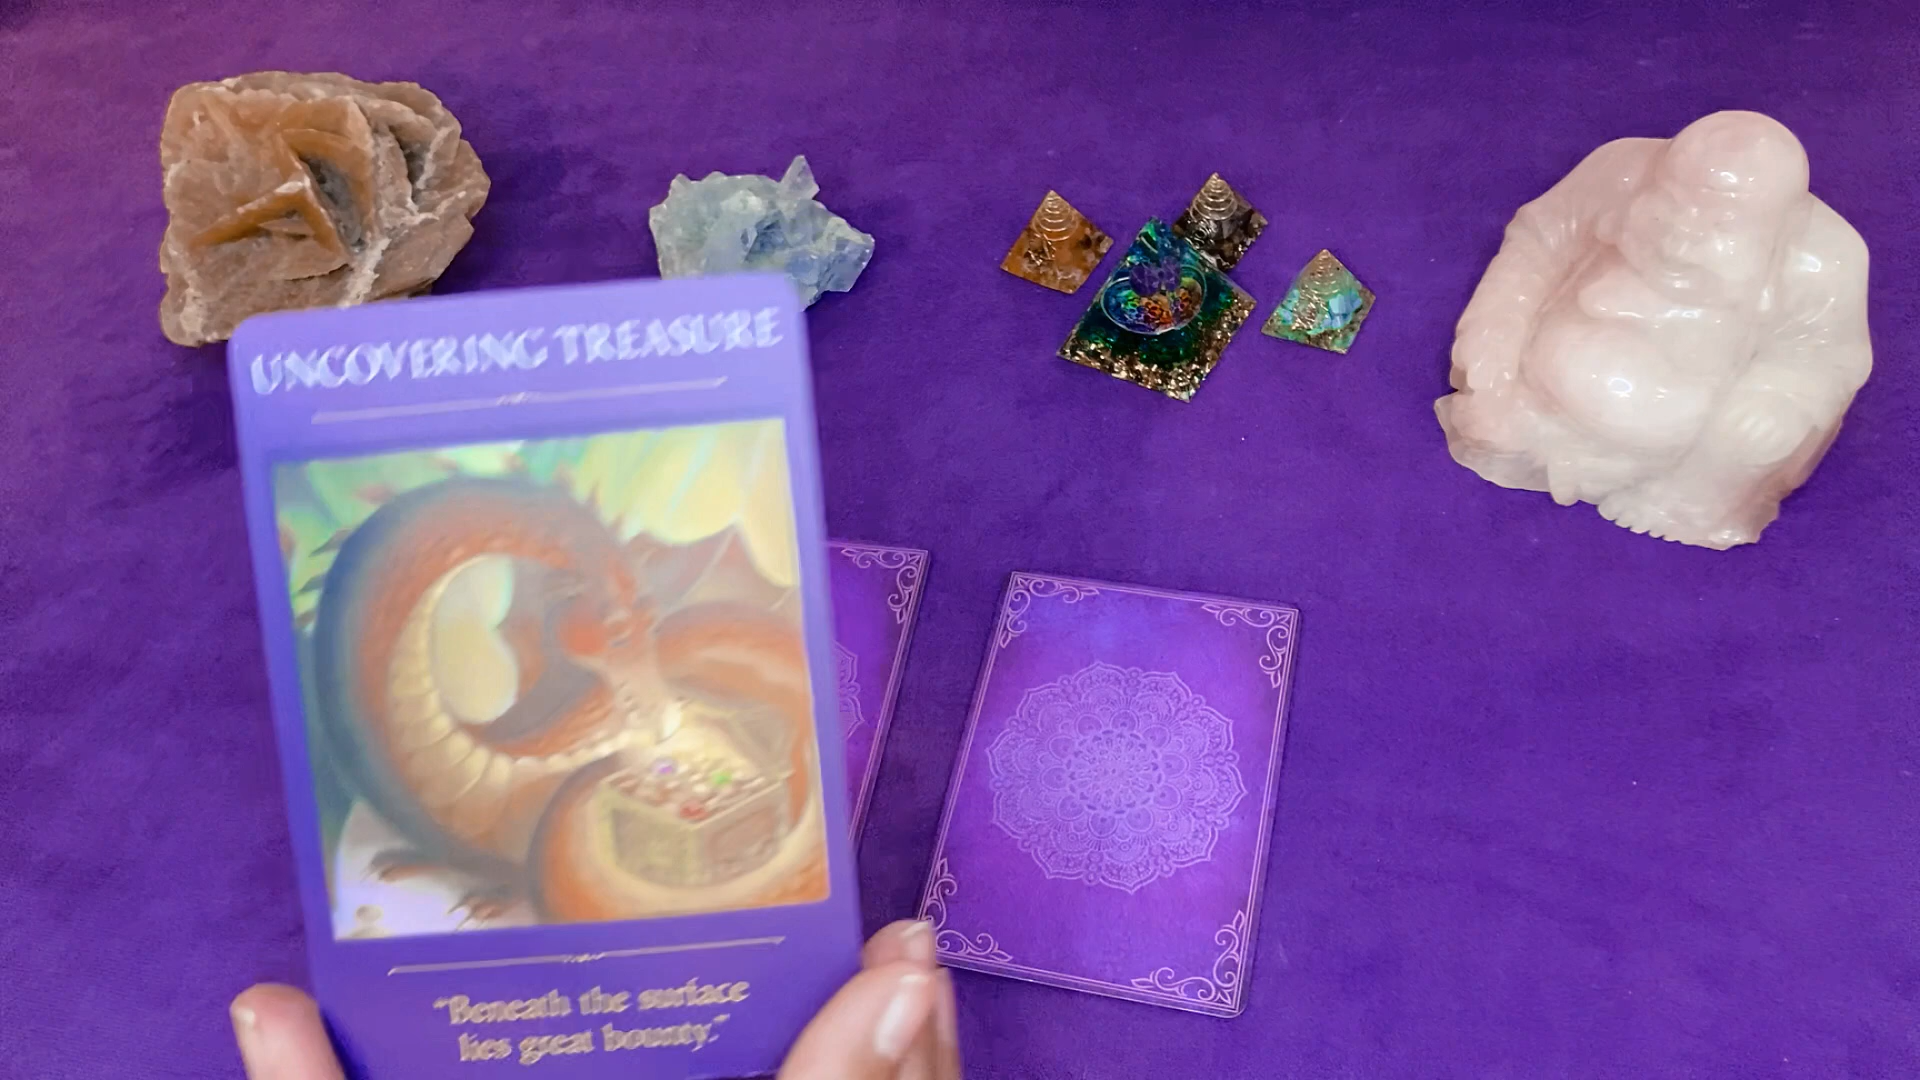 UNCOVERING TREASURE
"Beneath the surface
lies great bounty."